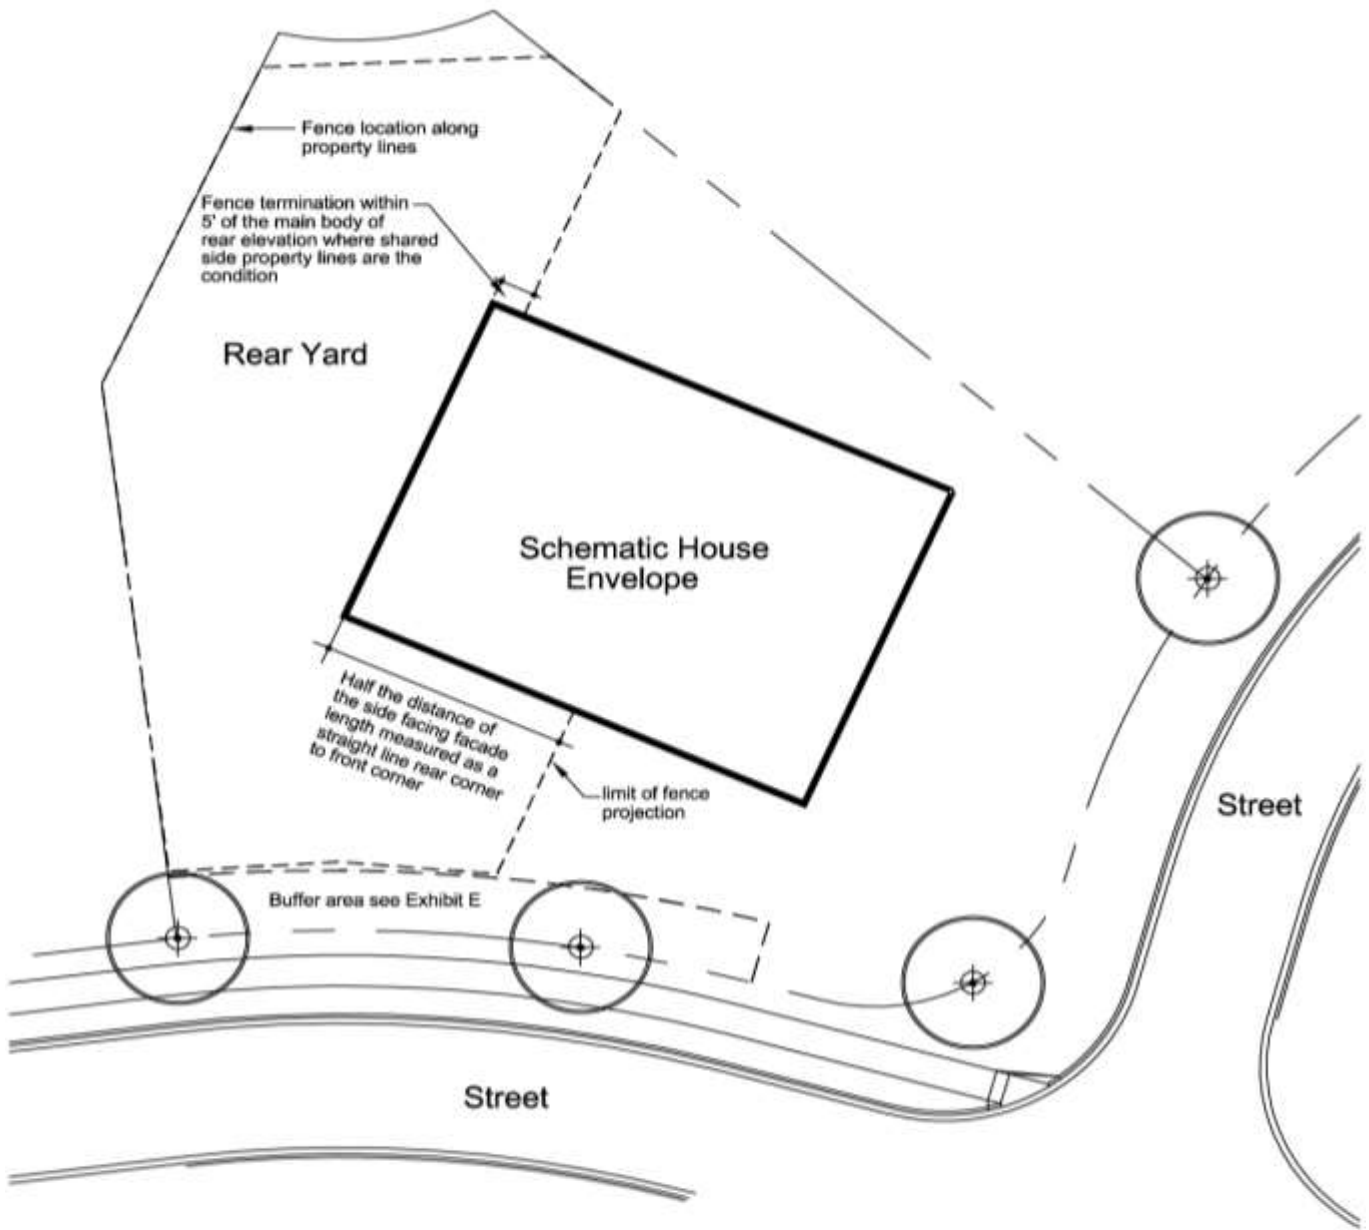 Fence location along
property lines
Fence termination within
5' of the main body of
rear elevation where shared
side property lines are the
condition
Rear Yard
Schematic House
Envelope
Half the distance of
the side facing facade
length measured as a
straight line rear corner
to front corner
limit of fence
projection
Street
Buffer area see Exhibit E
Street